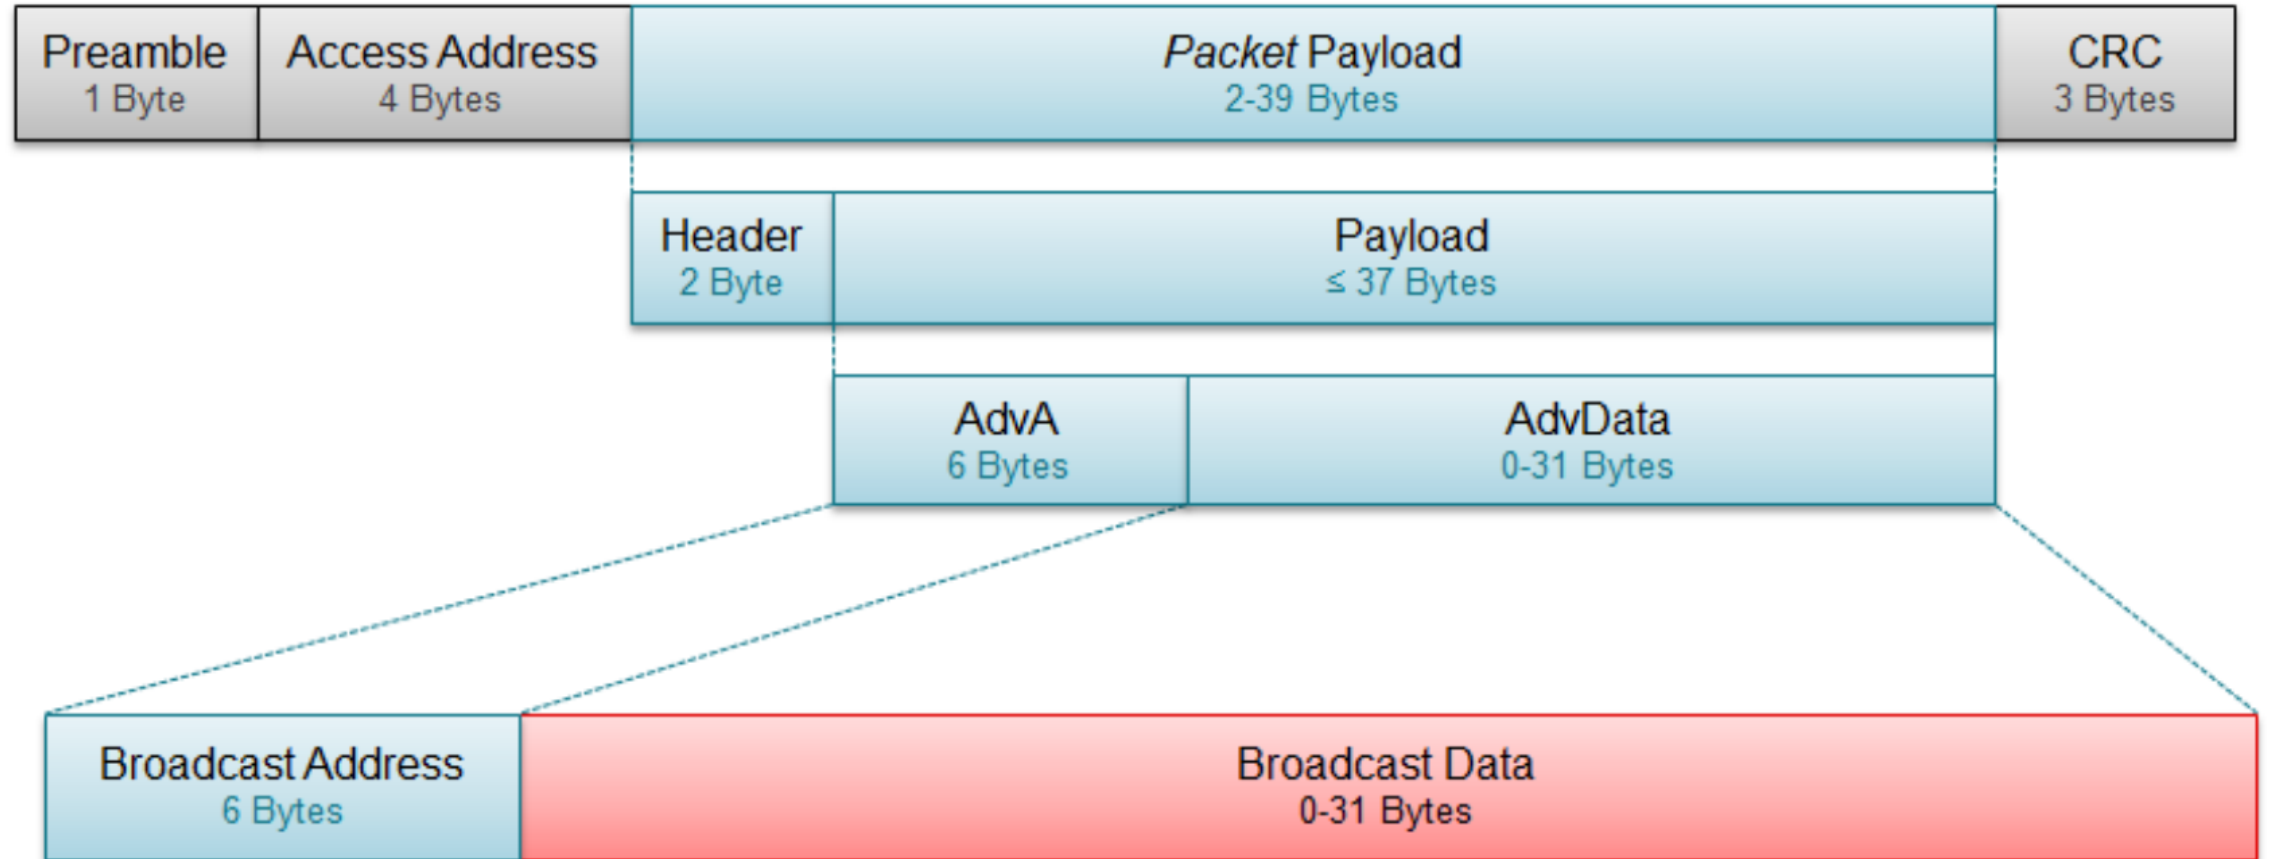 Preamble
1 Byte
Access Address
4 Bytes
Packet Payload
2-39 Bytes
CRC
3 Bytes
Header
2 Byte
Payload
≤ 37 Bytes
AdvA
6 Bytes
AdvData
0-31 Bytes
Broadcast Address
6 Bytes
Broadcast Data
0-31 Bytes